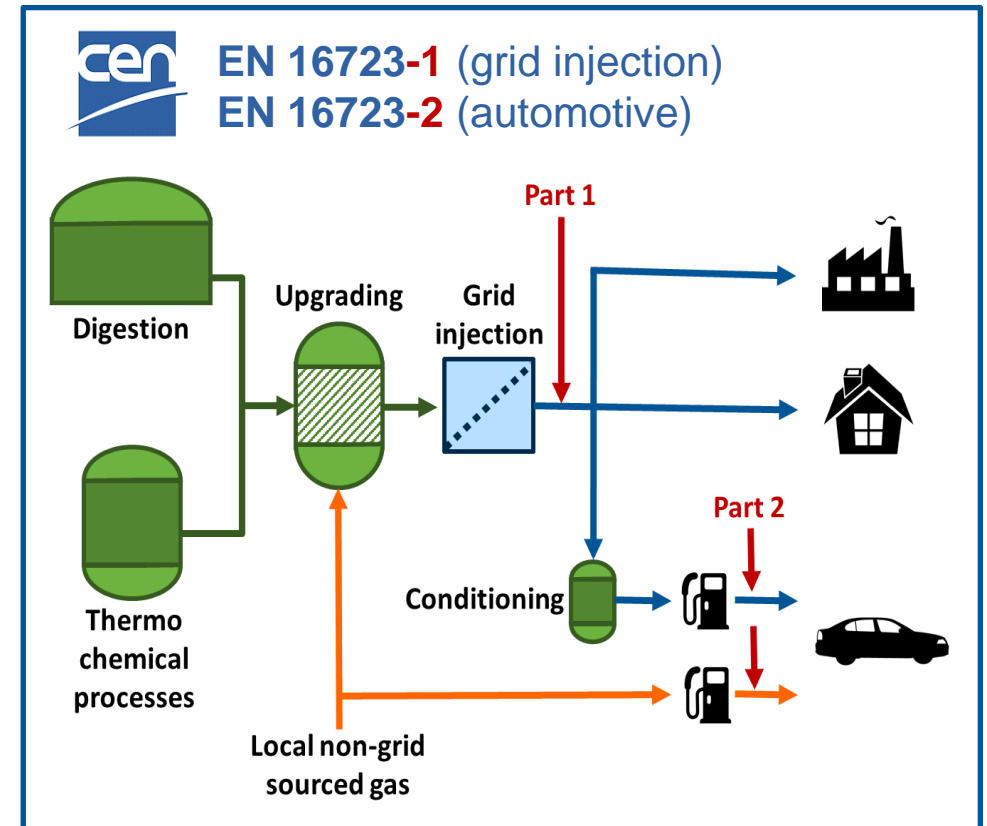 cen
EN 16723-1 (grid injection)
EN 16723-2 (automotive)
Part 1
Upgrading
Grid
injection
Digestion
Part 2
Conditioning
Thermo
chemical
processes
Local non-grid
sourced gas